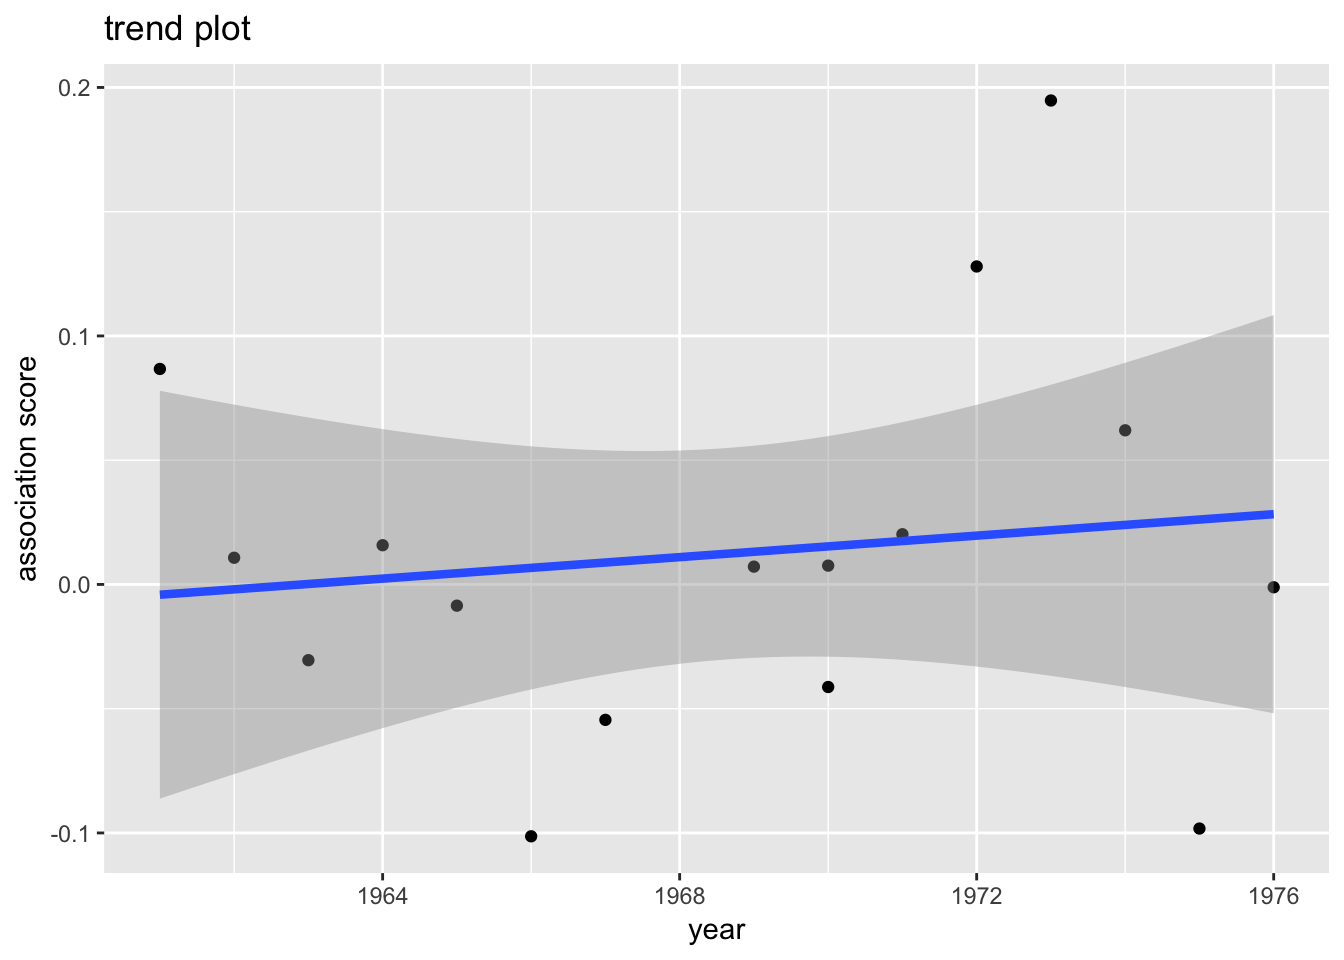 trend plot
association score
0.2
0.1
0.0
-0.1
1964 1968 1972 1976
year